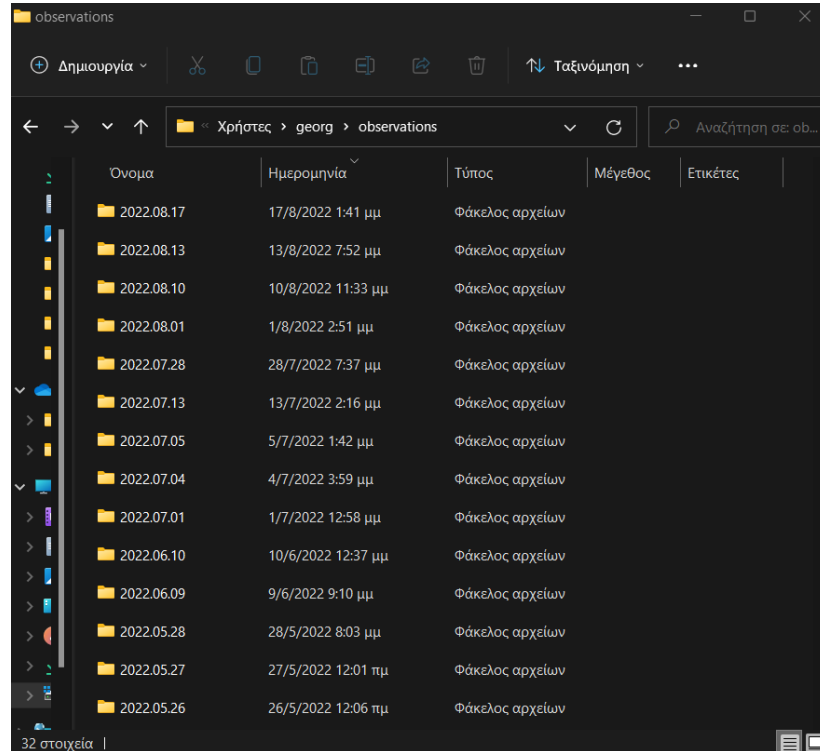 observations
Δημιουργία Ταξινόμηση
« Χρήστες > georg > observations Αναζήτηση σε: ob...
Όνομα Ημερομηνία Τύπος Μέγεθος Ετικέτες
2022.08.17 17/8/2022 1:41 μμ Φάκελος αρχείων
2022.08.13 13/8/2022 7:52 μμ Φάκελος αρχείων
2022.08.10 10/8/2022 11:33 μμ Φάκελος αρχείων
2022.08.01 1/8/2022 2:51 μμ Φάκελος αρχείων
2022.07.28 28/7/2022 7:37 μμ Φάκελος αρχείων
2022.07.13 13/7/2022 2:16 μμ Φάκελος αρχείων
2022.07.05 5/7/2022 1:42 μμ Φάκελος αρχείων
2022.07.04 4/7/2022 3:59 μμ Φάκελος αρχείων
2022.07.01 1/7/2022 12:58 μμ Φάκελος αρχείων
2022.06.10 10/6/2022 12:37 μμ Φάκελος αρχείων
2022.06.09 9/6/2022 9:10 μμ Φάκελος αρχείων
2022.05.28 28/5/2022 8:03 μμ Φάκελος αρχείων
2022.05.27 27/5/2022 12:01 πμ Φάκελος αρχείων
2022.05.26 26/5/2022 12:06 πμ Φάκελος αρχείων
32 στοιχεία